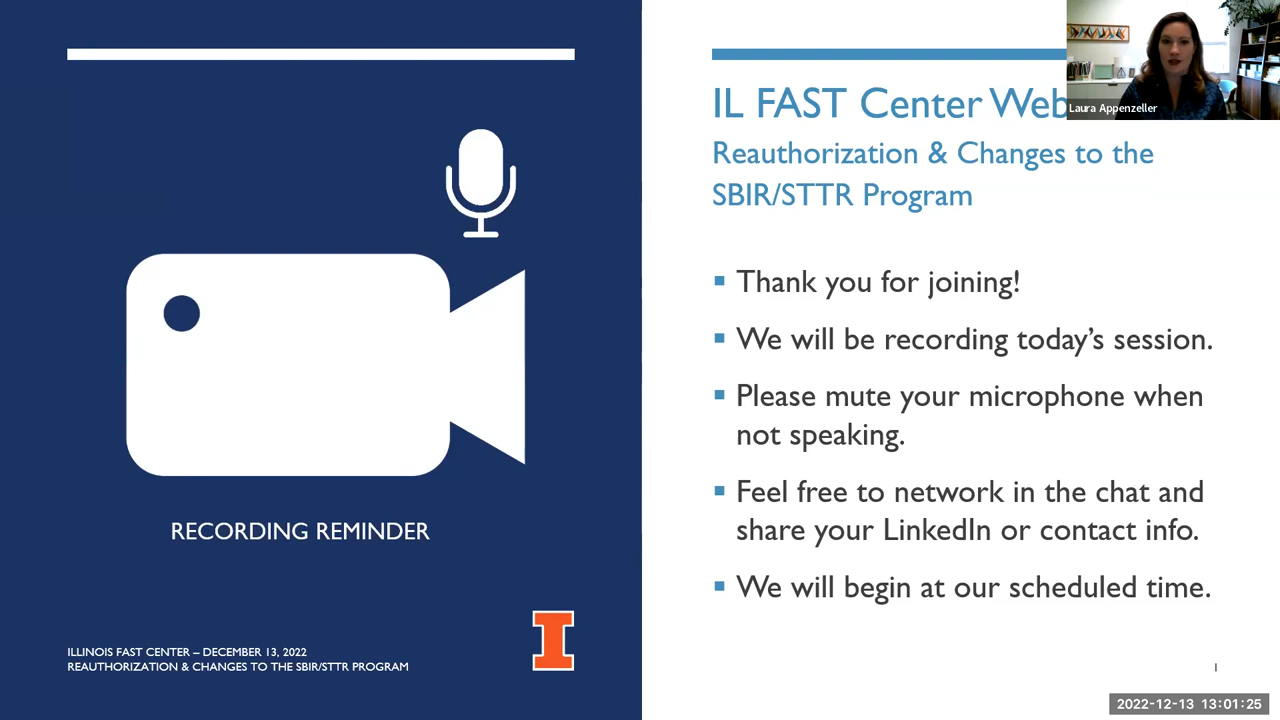 IL FAST Center Web
Laura Appenzeller
Reauthorization & Changes to the
SBIR/STTR Program
▪ Thank you for joining!
▪ We will be recording today’s session.
▪ Please mute your microphone when
not speaking.
▪ Feel free to network in the chat and
share your LinkedIn or contact info.
▪ We will begin at our scheduled time.
RECORDING REMINDER
ILLINOIS FAST CENTER – DECEMBER 13, 2022
REAUTHORIZATION & CHANGES TO THE SBIR/STTR PROGRAM
I
1
2022-12-13 13:01:25